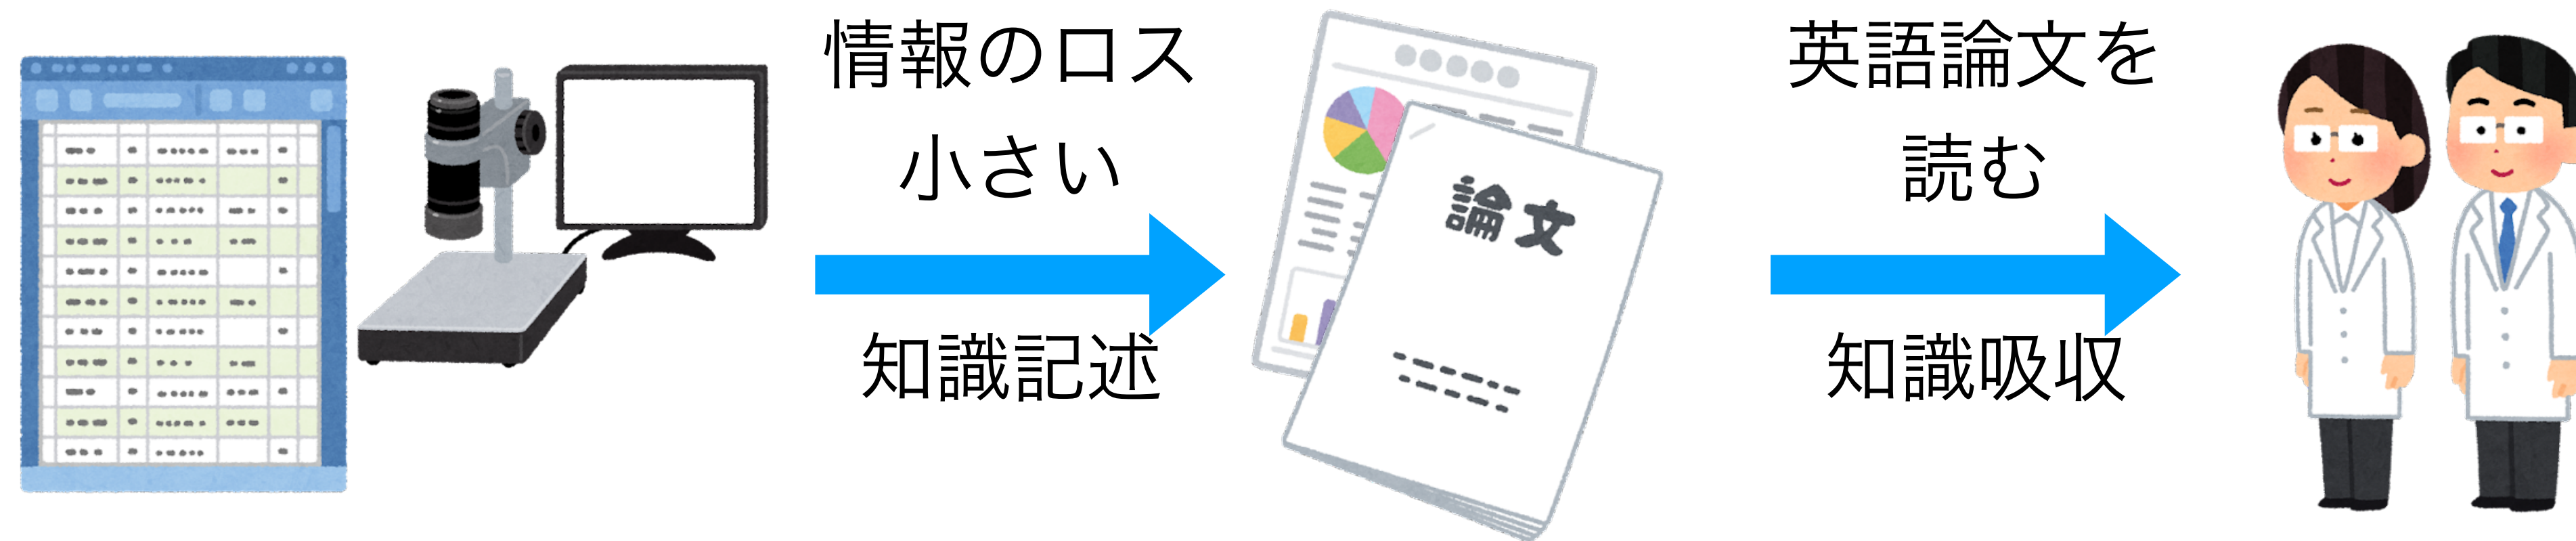 情報のロス
小さい
知識記述
論文
英語論文を
読む
知識吸収